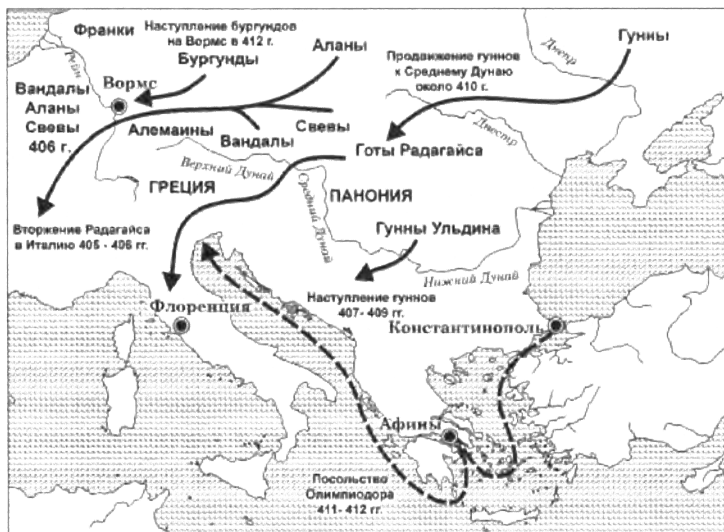 Франки
Наступление бургундов
на Вормс в 412 г.
Бургунды
Аланы
Гунны
Днепр
Продвижение гуннов
к Среднему Дунаю
около 410 г.
Рейн
Вормс
Вандалы
Аланы
Свевы
406 г.
Алемаины
Вандалы
Свевы
Готы Радагайса
Днестр
Верхний Дунай
ГРЕЦИЯ
Средний Дунай
ПАНОНИЯ
Вторжение Радагайса
в Италию 405 - 406 гг.
Гунны Ульдина
Нижний Дунай
Наступление гуннов
407- 409 гг.
Флоренция
Константинополь
Афины
Посольство
Олимпиодора
411- 412 гг.